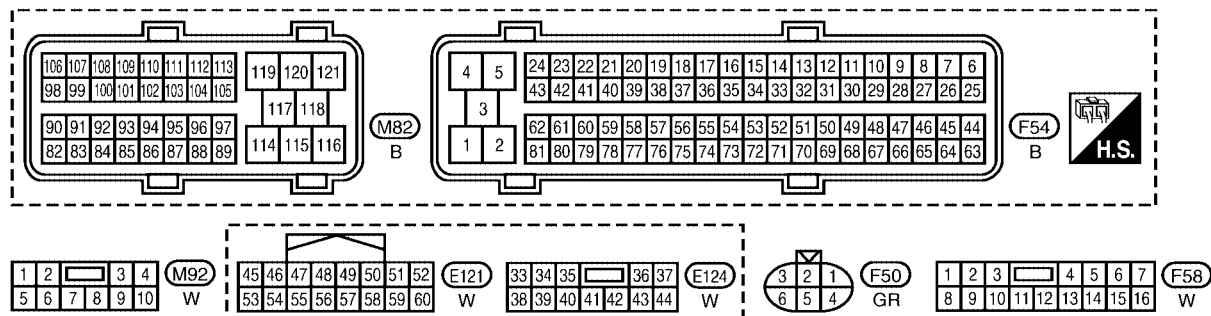 106 107 108 109 110 111 112 113 119 120 121
98 99 100 101 102 103 104 105
117 118
90 91 92 93 94 95 96 97
82 83 84 85 86 87 88 89 114 115 116
M82
B
4 5 24 23 22 21 20 19 18 17 16 15 14 13 12 11 10 9 8 7 6
43 42 41 40 39 38 37 36 35 34 33 32 31 30 29 28 27 26 25
3
62 61 60 59 58 57 56 55 54 53 52 51 50 49 48 47 46 45 44
1 2 81 80 79 78 77 76 75 74 73 72 71 70 69 68 67 66 65 64 63
F54
B
H.S.
1 2 3 4
5 6 7 8 9 10
M92
W
45 46 47 48 49 50 51 52
53 54 55 56 57 58 59 60
E121
W
33 34 35 36 37
38 39 40 41 42 43 44
E124
W
3 2 1
6 5 4
F50
GR
1 2 3 4 5 6 7
8 9 10 11 12 13 14 15 16
F58
W